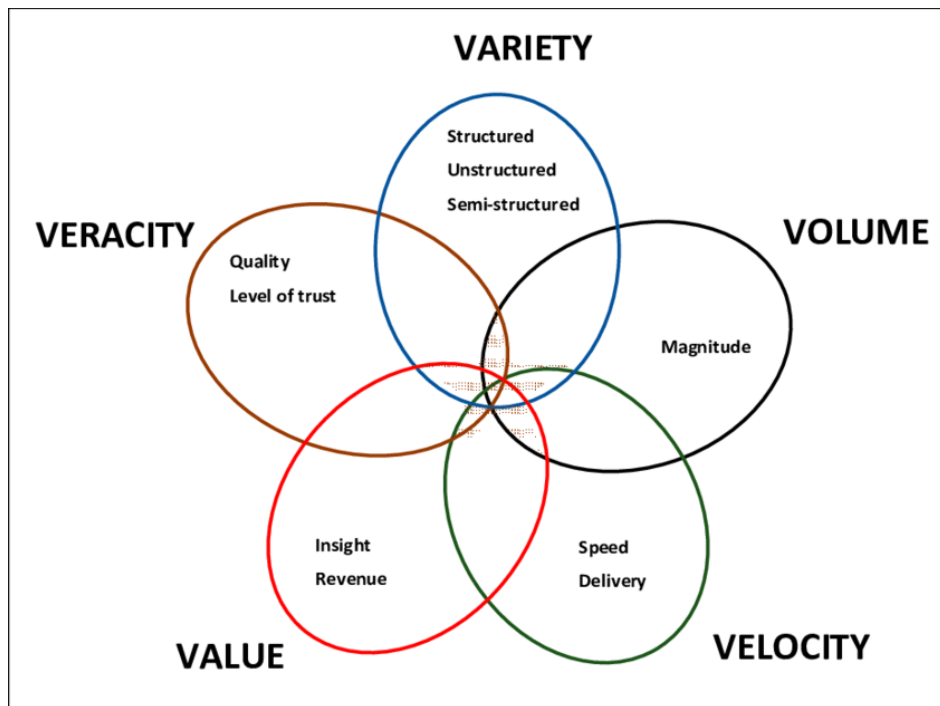 VARIETY
Structured
Unstructured
Semi-structured
VERACITY
Quality
Level of trust
VOLUME
Magnitude
Insight
Revenue
VALUE
Speed
Delivery
VELOCITY